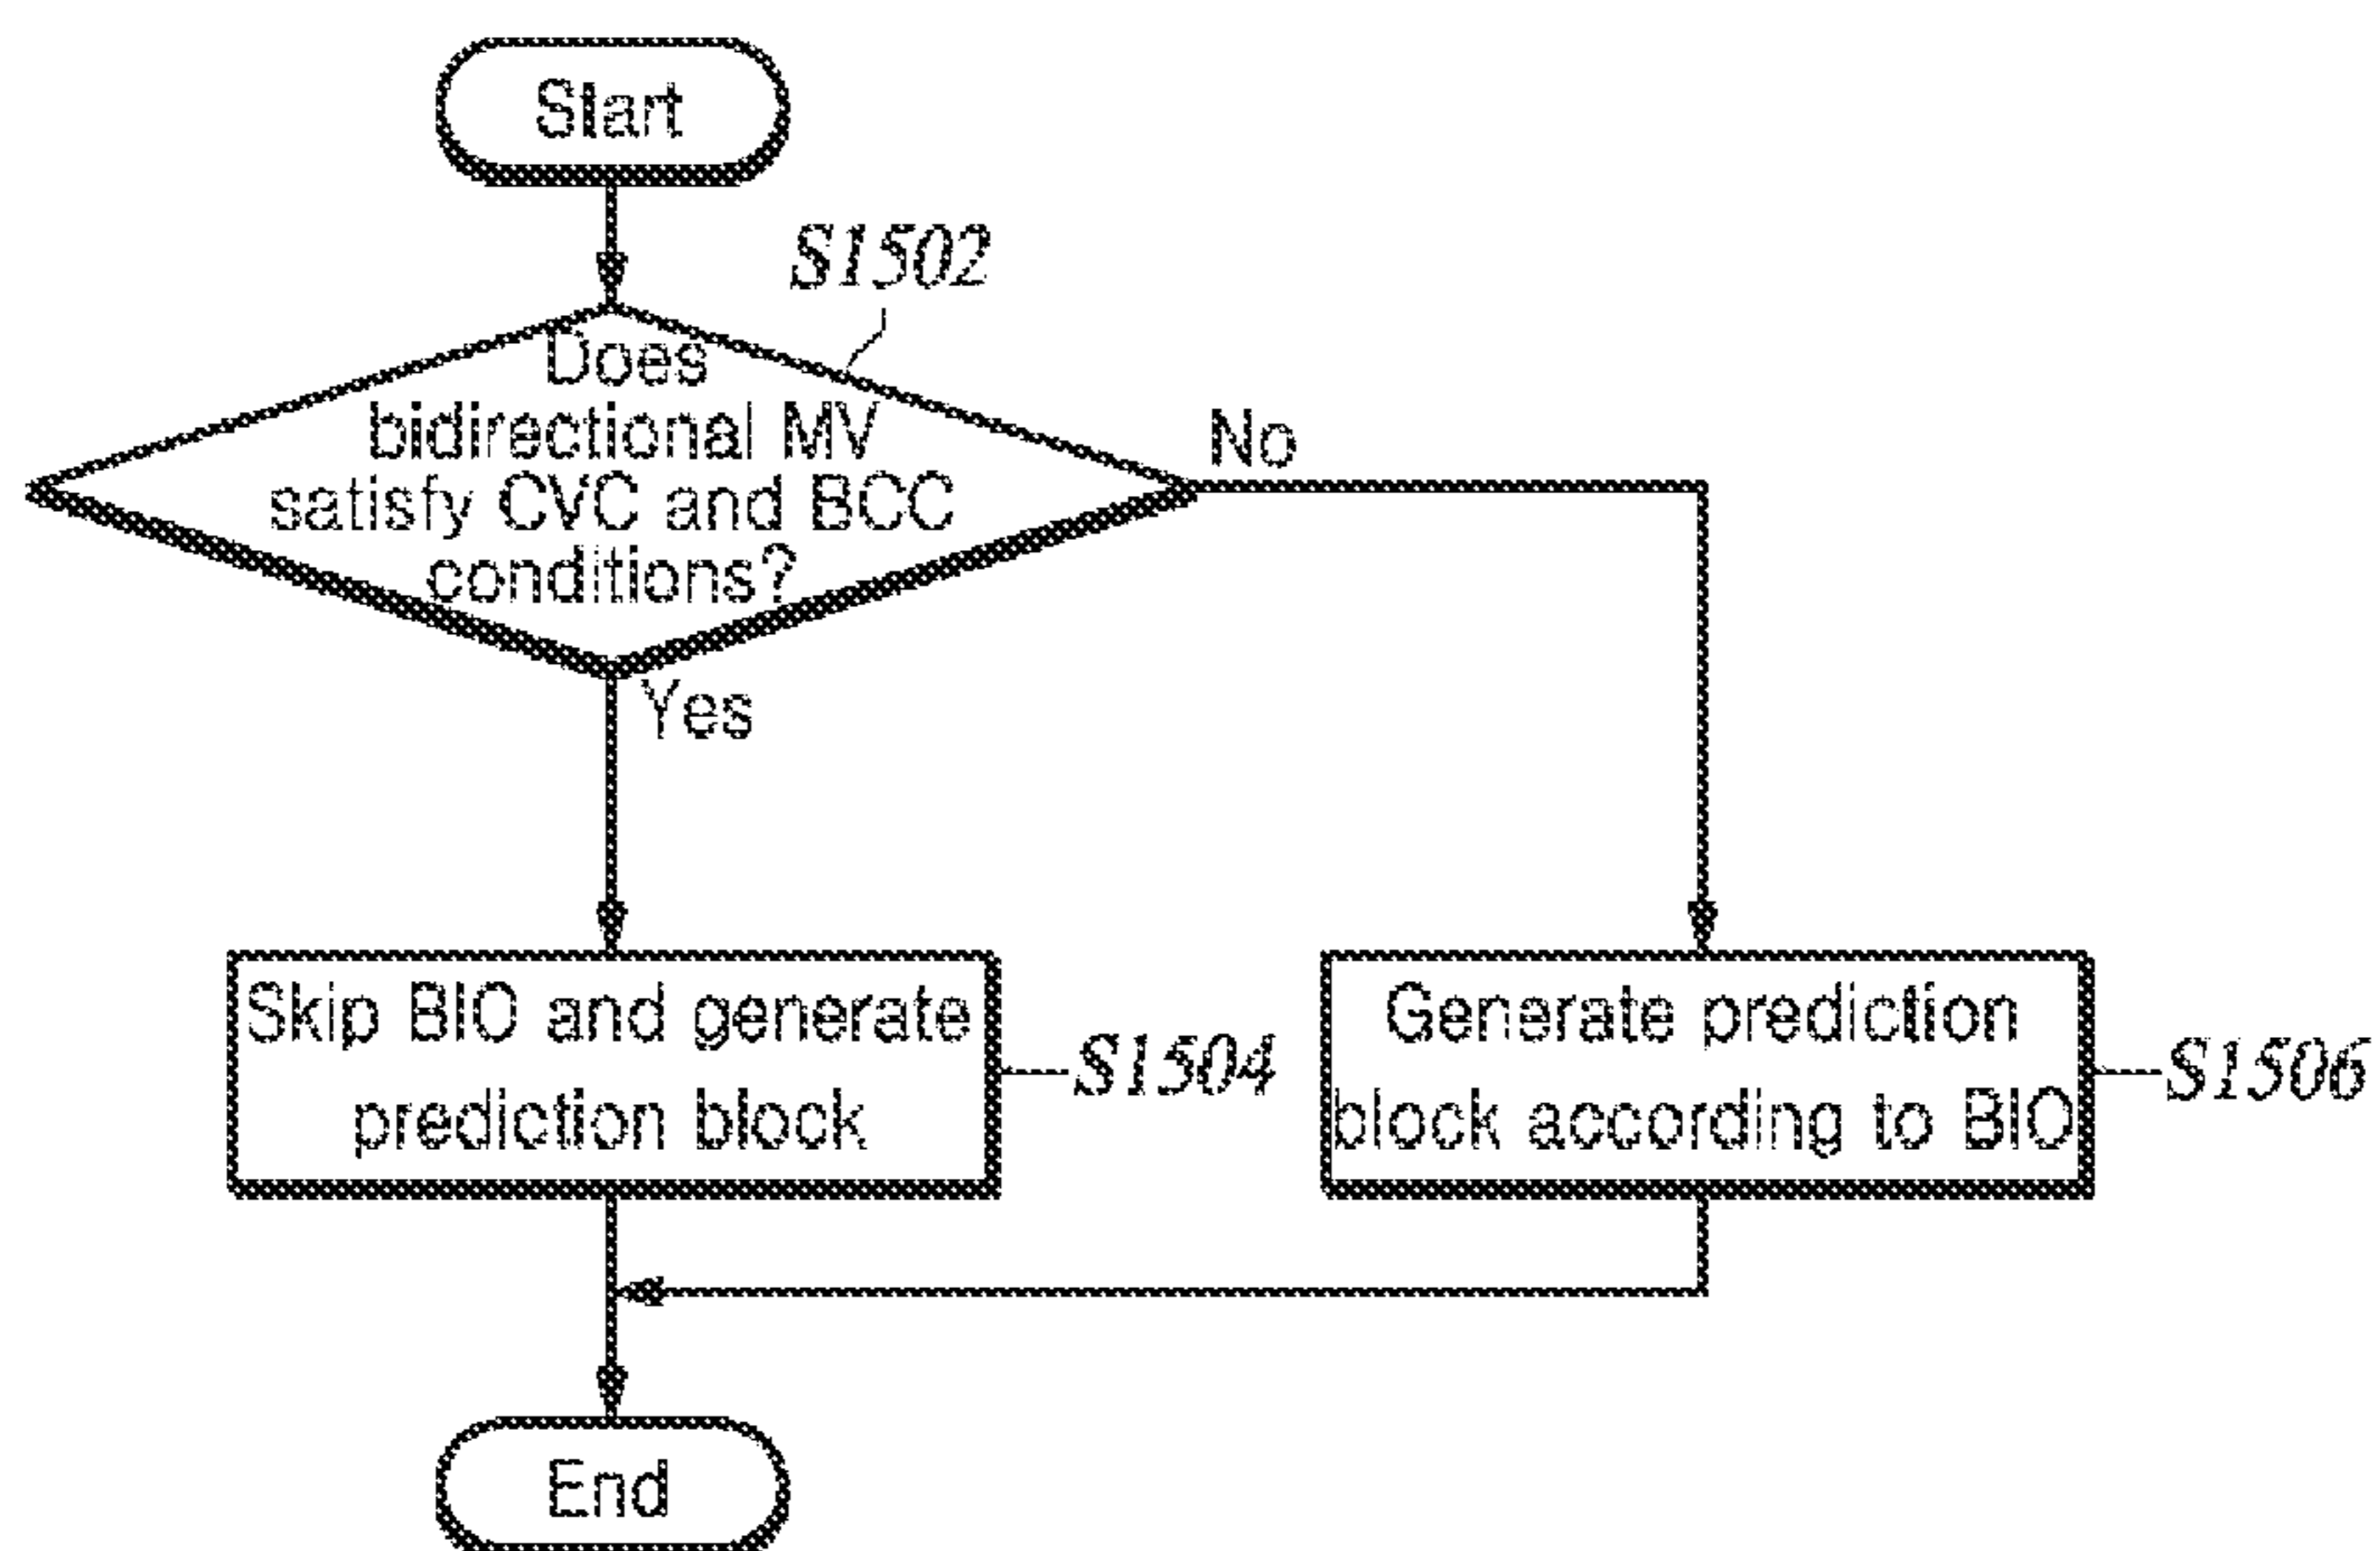 Start
S1502
Does
bidirectional MV
satisfy CVC and BCC
conditions?
No
Yes
Skip BIO and generate
prediction block
S1504
Generate prediction
block according to BIO
S1506
End